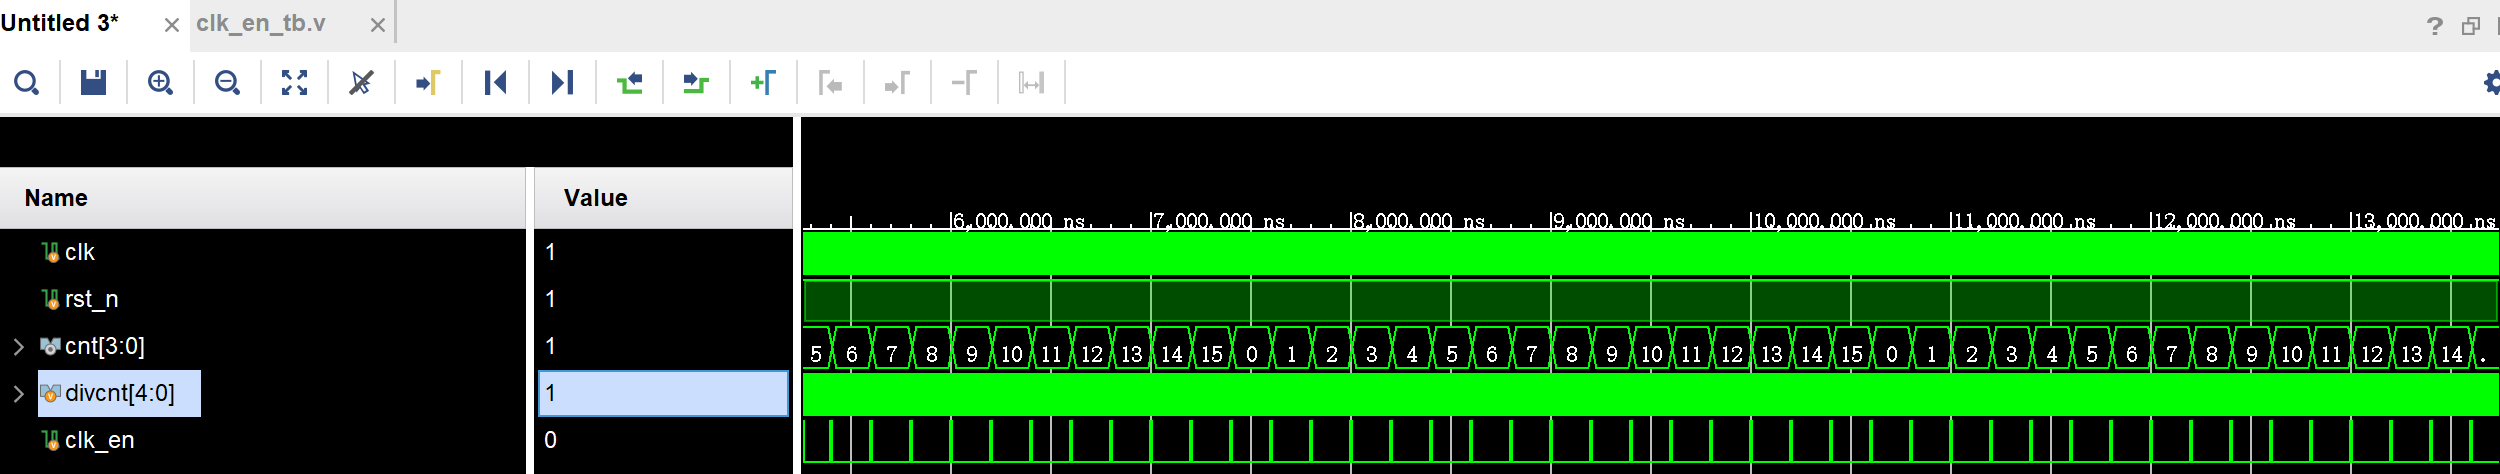 Untitled 3* clk_en_tb.v
?
Name Value
6,000.000 ns 7,000.000 ns 8,000.000 ns 9,000.000 ns 10,000.000 ns 11,000.000 ns 12,000.000 ns 13,000.000 ns
clk 1
rst_n 1
cnt[3:0] 1 5 6 7 8 9 10 11 12 13 14 15 0 1 2 3 4 5 6 7 8 9 10 11 12 13 14 15 0 1 2 3 4 5 6 7 8 9 10 11 12 13 14 .
divcnt[4:0] 1
clk_en 0